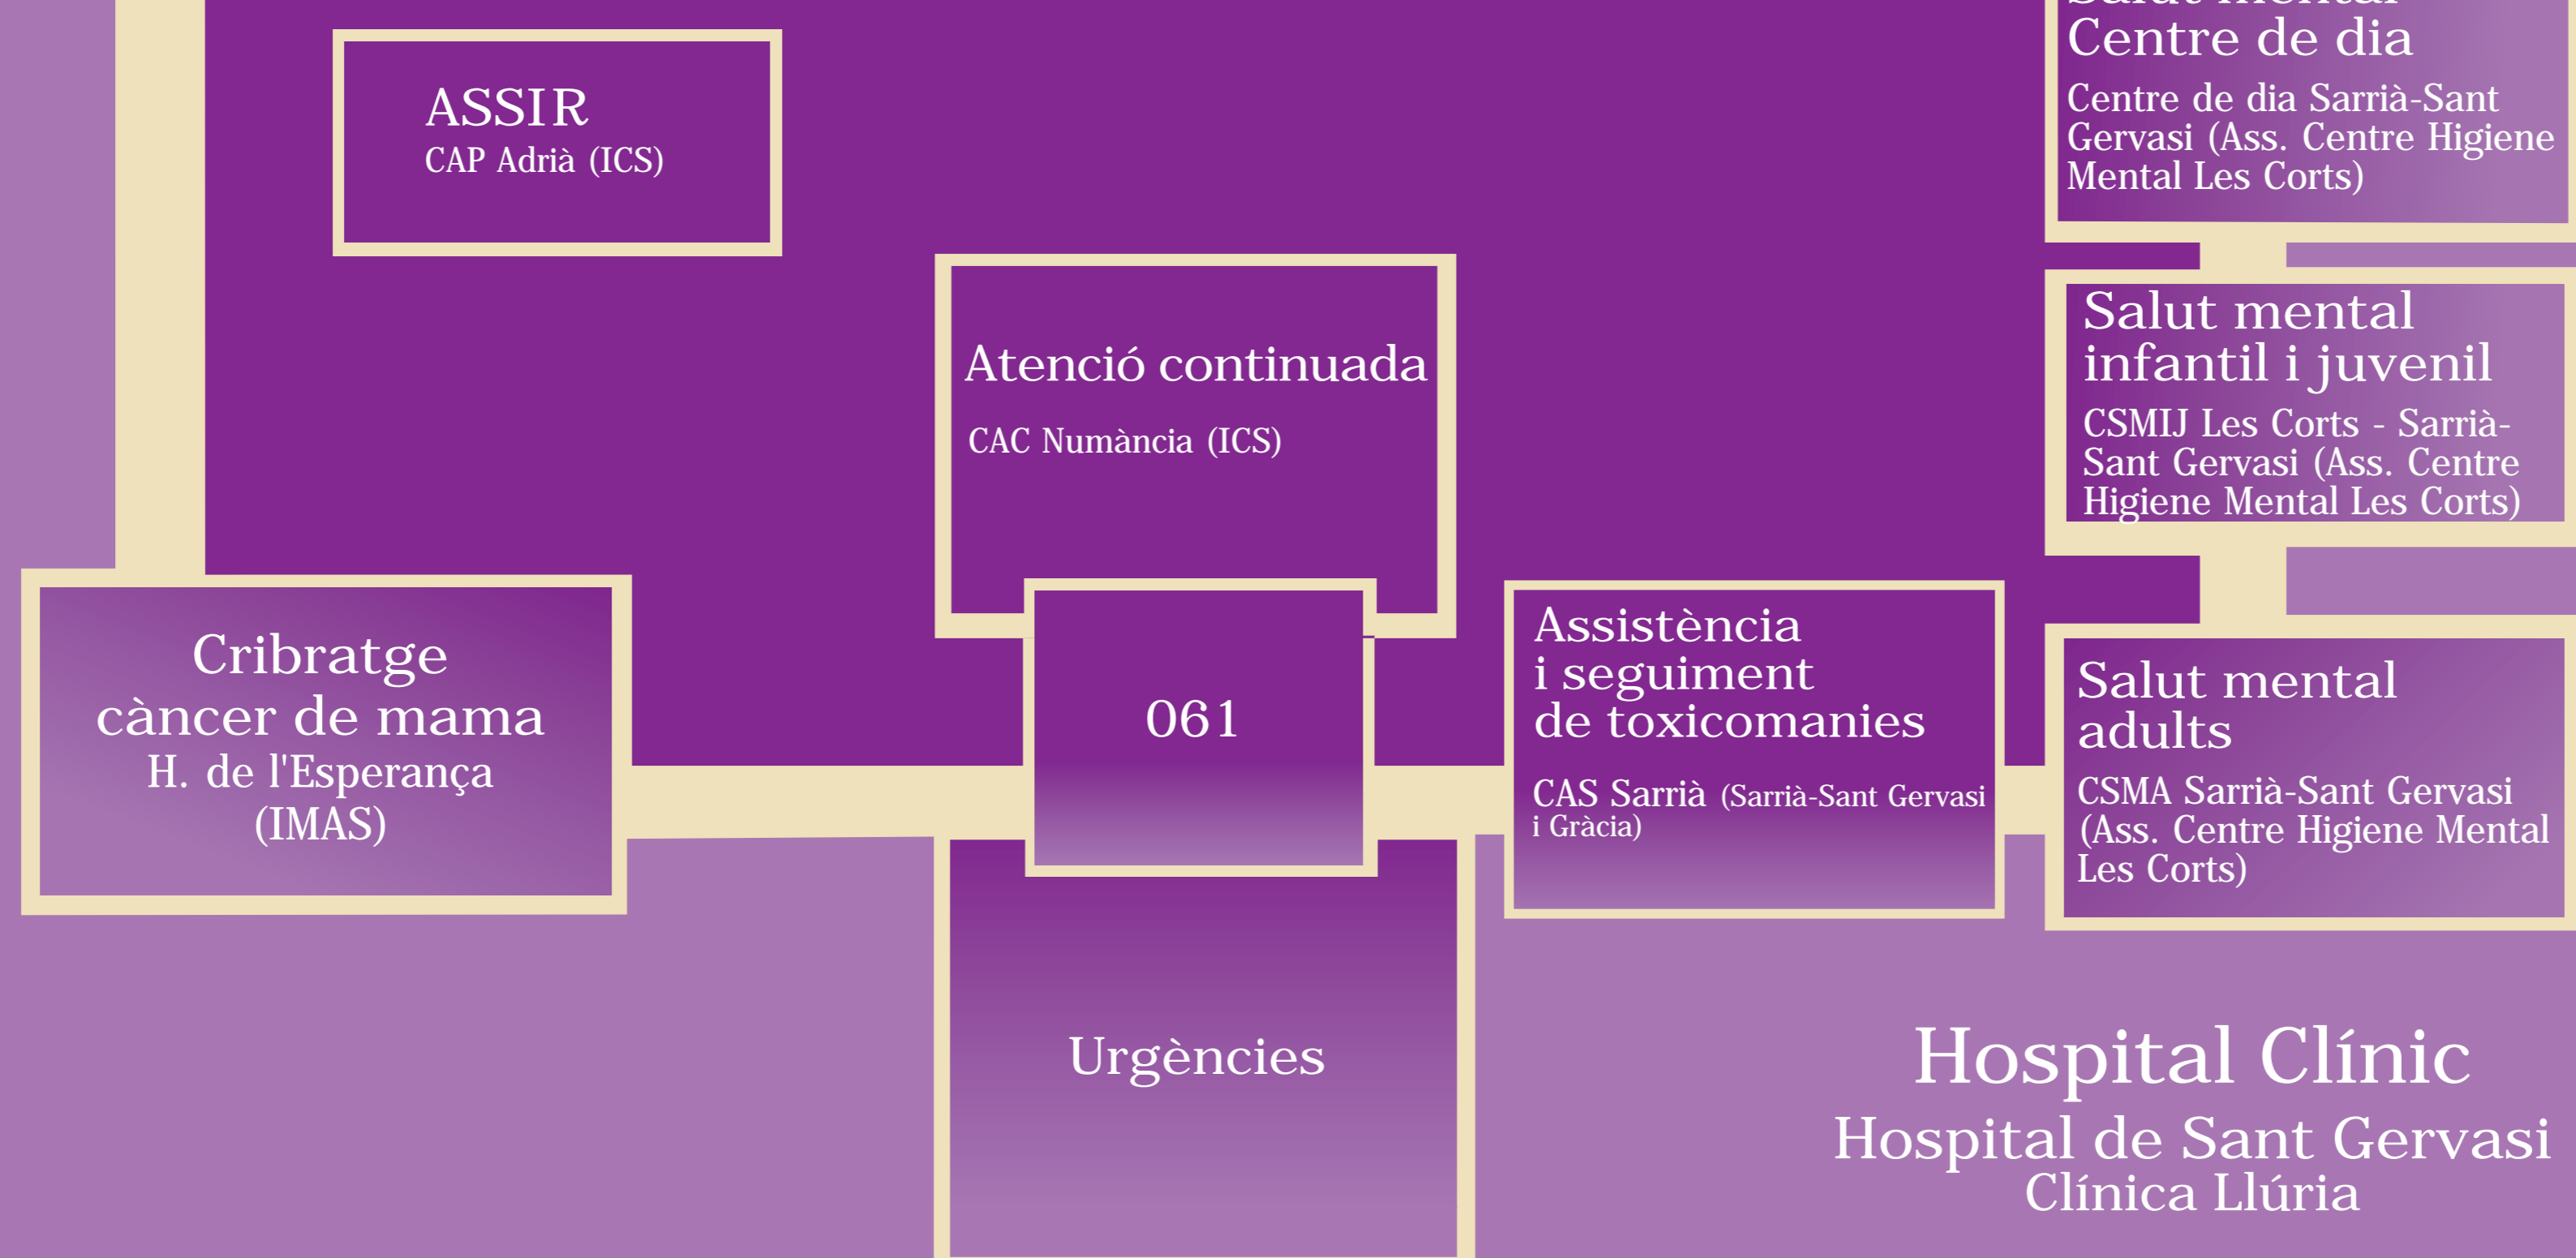 ASSIR
CAP Adrià (ICS)
Salut mental
Centre de dia
Centre de dia Sarrià-Sant
Gervasi (Ass. Centre Higiene
Mental Les Corts)
Atenció continuada
CAC Numància (ICS)
Salut mental
infantil i juvenil
CSMIJ Les Corts - Sarrià-
Sant Gervasi (Ass. Centre
Higiene Mental Les Corts)
Cribratge
càncer de mama
H. de l'Esperança
(IMAS)
061
Assistència
i seguiment
de toxicomanies
CAS Sarrià (Sarrià-Sant Gervasi
i Gràcia)
Salut mental
adults
CSMA Sarrià-Sant Gervasi
(Ass. Centre Higiene Mental
Les Corts)
Urgències
Hospital Clínic
Hospital de Sant Gervasi
Clínica Llúria